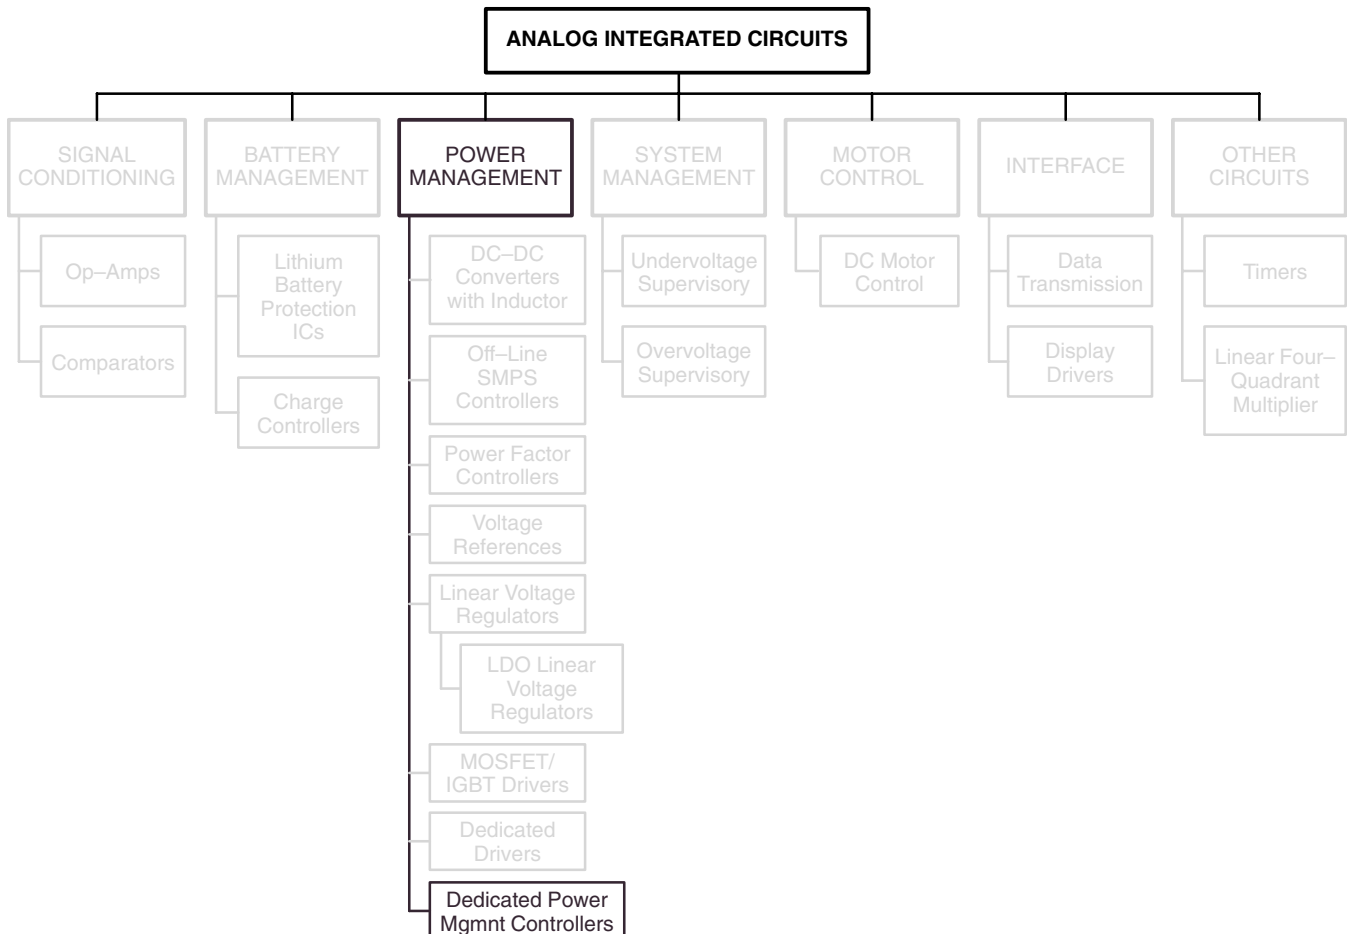 ANALOG INTEGRATED CIRCUITS
SIGNAL
CONDITIONING
BATTERY
MANAGEMENT
POWER
MANAGEMENT
SYSTEM
MANAGEMENT
MOTOR
CONTROL
INTERFACE
OTHER
CIRCUITS
Op–Amps
Comparators
Lithium
Battery
Protection
ICs
Charge
Controllers
DC–DC
Converters
with Inductor
Off–Line
SMPS
Controllers
Power Factor
Controllers
Voltage
References
Linear Voltage
Regulators
LDO Linear
Voltage
Regulators
MOSFET/
IGBT Drivers
Dedicated
Drivers
Dedicated Power
Mgmnt Controllers
Undervoltage
Supervisory
Overvoltage
Supervisory
DC Motor
Control
Data
Transmission
Display
Drivers
Timers
Linear Four–
Quadrant
Multiplier